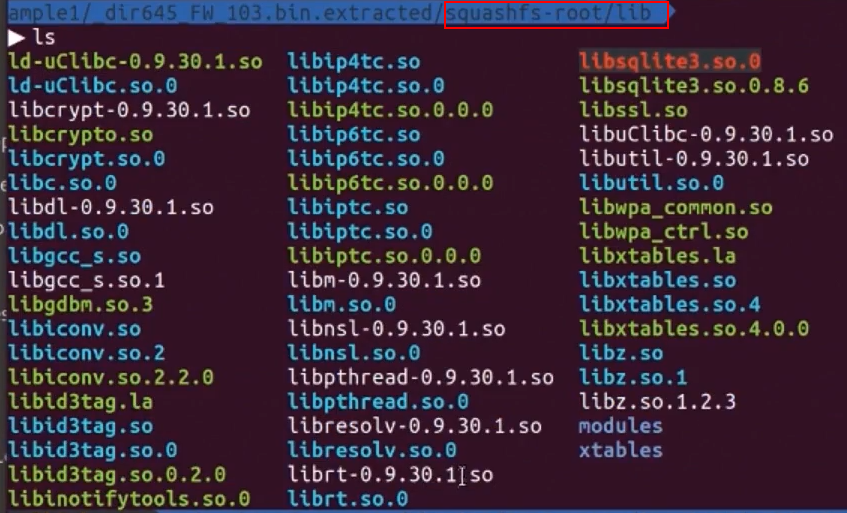 ample1/_dir645_FW_103.bin.extracted/squashfs-root/lib
ls
ld-uClibc-0.9.30.1.so libip4tc.so libsqlite3.so.0
ld-uClibc.so.0 libip4tc.so.0 libsqlite3.so.0.8.6
libcrypt-0.9.30.1.so libip4tc.so.0.0.0 libssl.so
libcrypto.so libip6tc.so libuClibc-0.9.30.1.so
libcrypt.so.0 libip6tc.so.0 libutil-0.9.30.1.so
libc.so.0 libip6tc.so.0.0.0 libutil.so.0
libdl-0.9.30.1.so libiptc.so libwpa_common.so
libdl.so.0 libiptc.so.0 libwpa_ctrl.so
libgcc_s.so libiptc.so.0.0.0 libxtables.la
libgcc_s.so.1 libm-0.9.30.1.so libxtables.so
libgdbm.so.3 libm.so.0 libxtables.so.4
libiconv.so libnsl-0.9.30.1.so libxtables.so.4.0.0
libiconv.so.2 libnsl.so.0 libz.so
libiconv.so.2.2.0 libpthread-0.9.30.1.so libz.so.1
libid3tag.la libpthread.so.0 libz.so.1.2.3
libid3tag.so libresolv-0.9.30.1.so modules
libid3tag.so.0 libresolv.so.0 xtables
libid3tag.so.0.2.0 librt-0.9.30.1.so
libinotifytools.so.0 librt.so.0